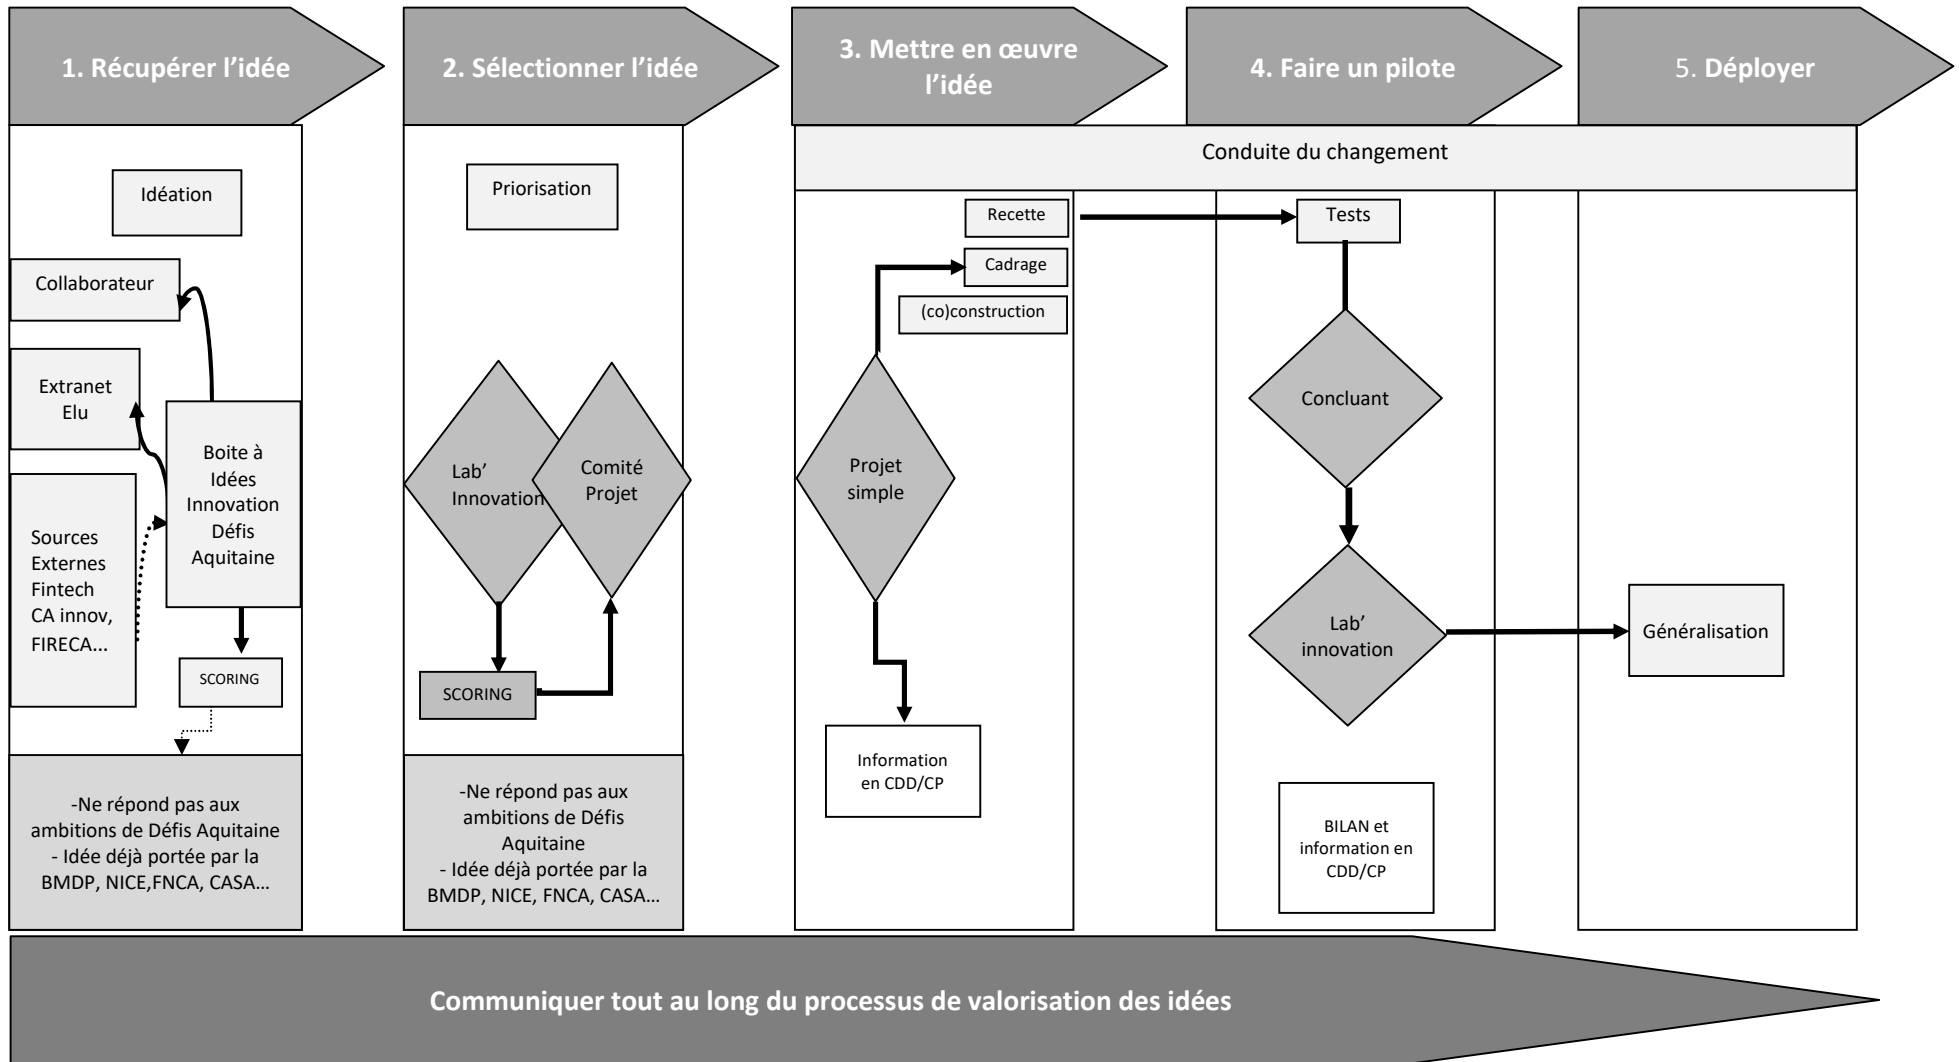 1. Récupérer l’idée
2. Sélectionner l’idée
3. Mettre en œuvre
l’idée
4. Faire un pilote
5. Déployer
Conduite du changement
Idéation
Collaborateur
Extranet
Elu
Sources
Externes
Fintech
CA innov,
FIRECA...
Boite à
Idées
Innovation
Défis
Aquitaine
SCORING
-Ne répond pas aux
ambitions de Défis Aquitaine
- Idée déjà portée par la
BMDP, NICE,FNCA, CASA…
Priorisation
Lab’
Innovation
Comité
Projet
SCORING
-Ne répond pas aux
ambitions de Défis
Aquitaine
- Idée déjà portée par la
BMDP, NICE, FNCA, CASA…
Recette
Cadrage
(co)construction
Projet
simple
Information
en CDD/CP
Tests
Concluant
Lab’
innovation
BILAN et
information en
CDD/CP
Généralisation
Communiquer tout au long du processus de valorisation des idées